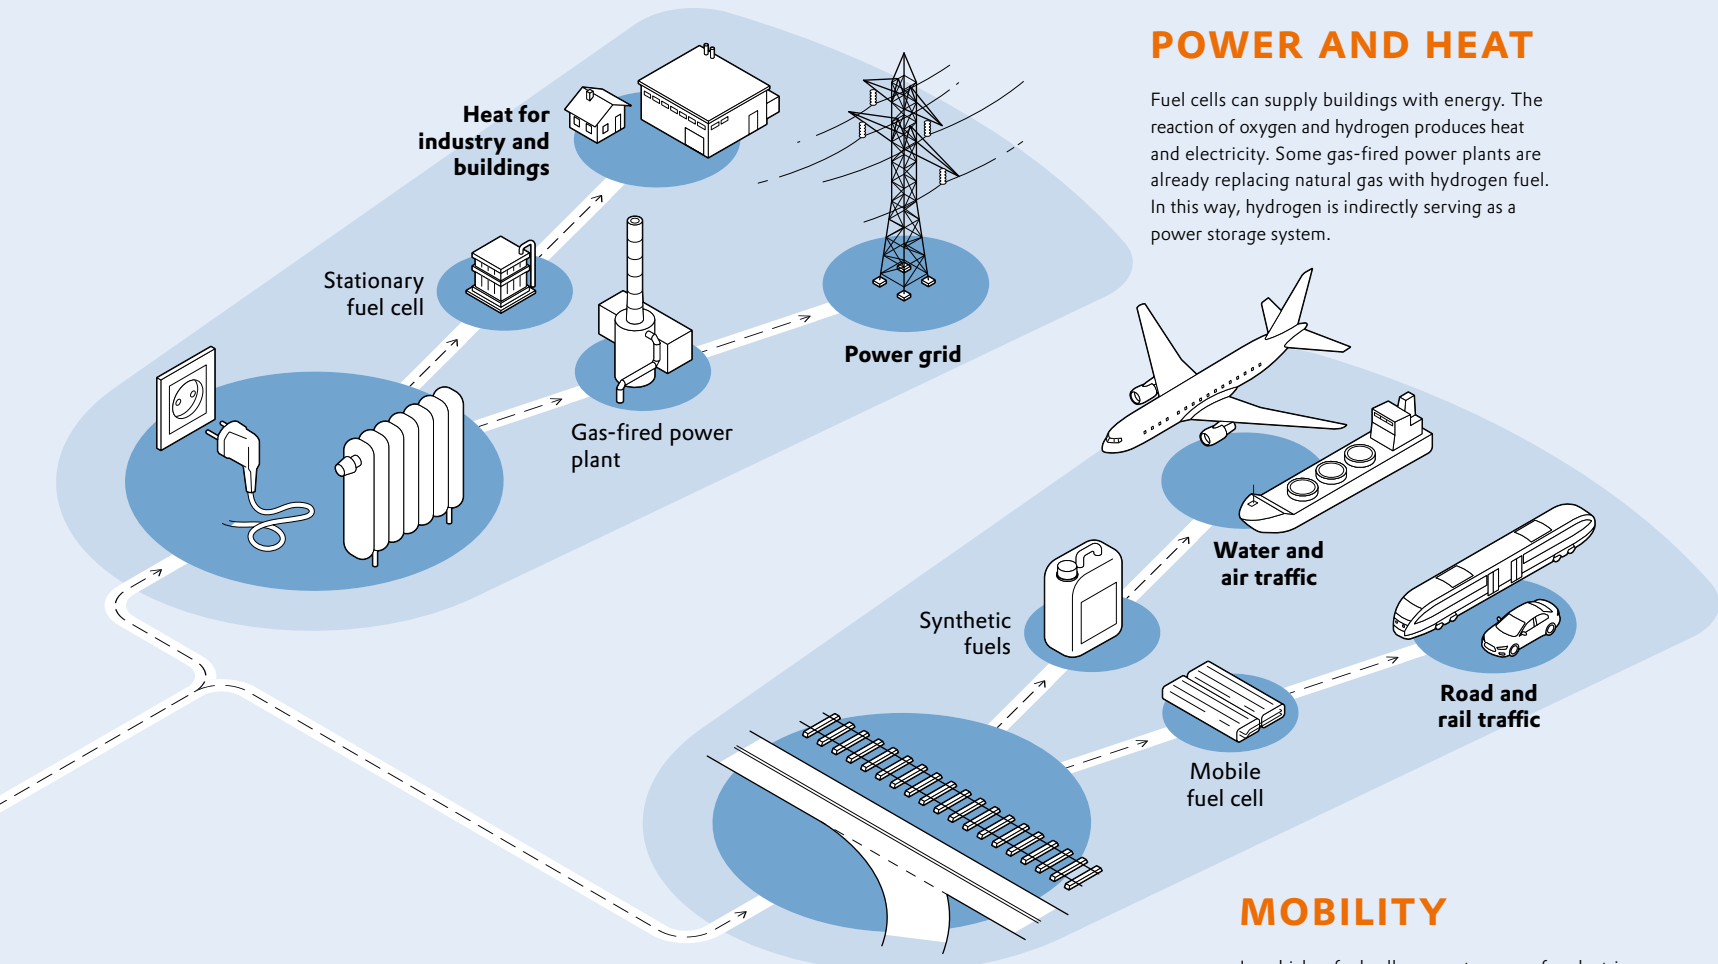 POWER AND HEAT
Fuel cells can supply buildings with energy. The
reaction of oxygen and hydrogen produces heat
and electricity. Some gas-fired power plants are
already replacing natural gas with hydrogen fuel.
In this way, hydrogen is indirectly serving as a
power storage system.
Heat for
industry and
buildings
Stationary
fuel cell
Power grid
Gas-fired power
plant
Water and
air traffic
Synthetic
fuels
Road and
rail traffic
Mobile
fuel cell
MOBILITY